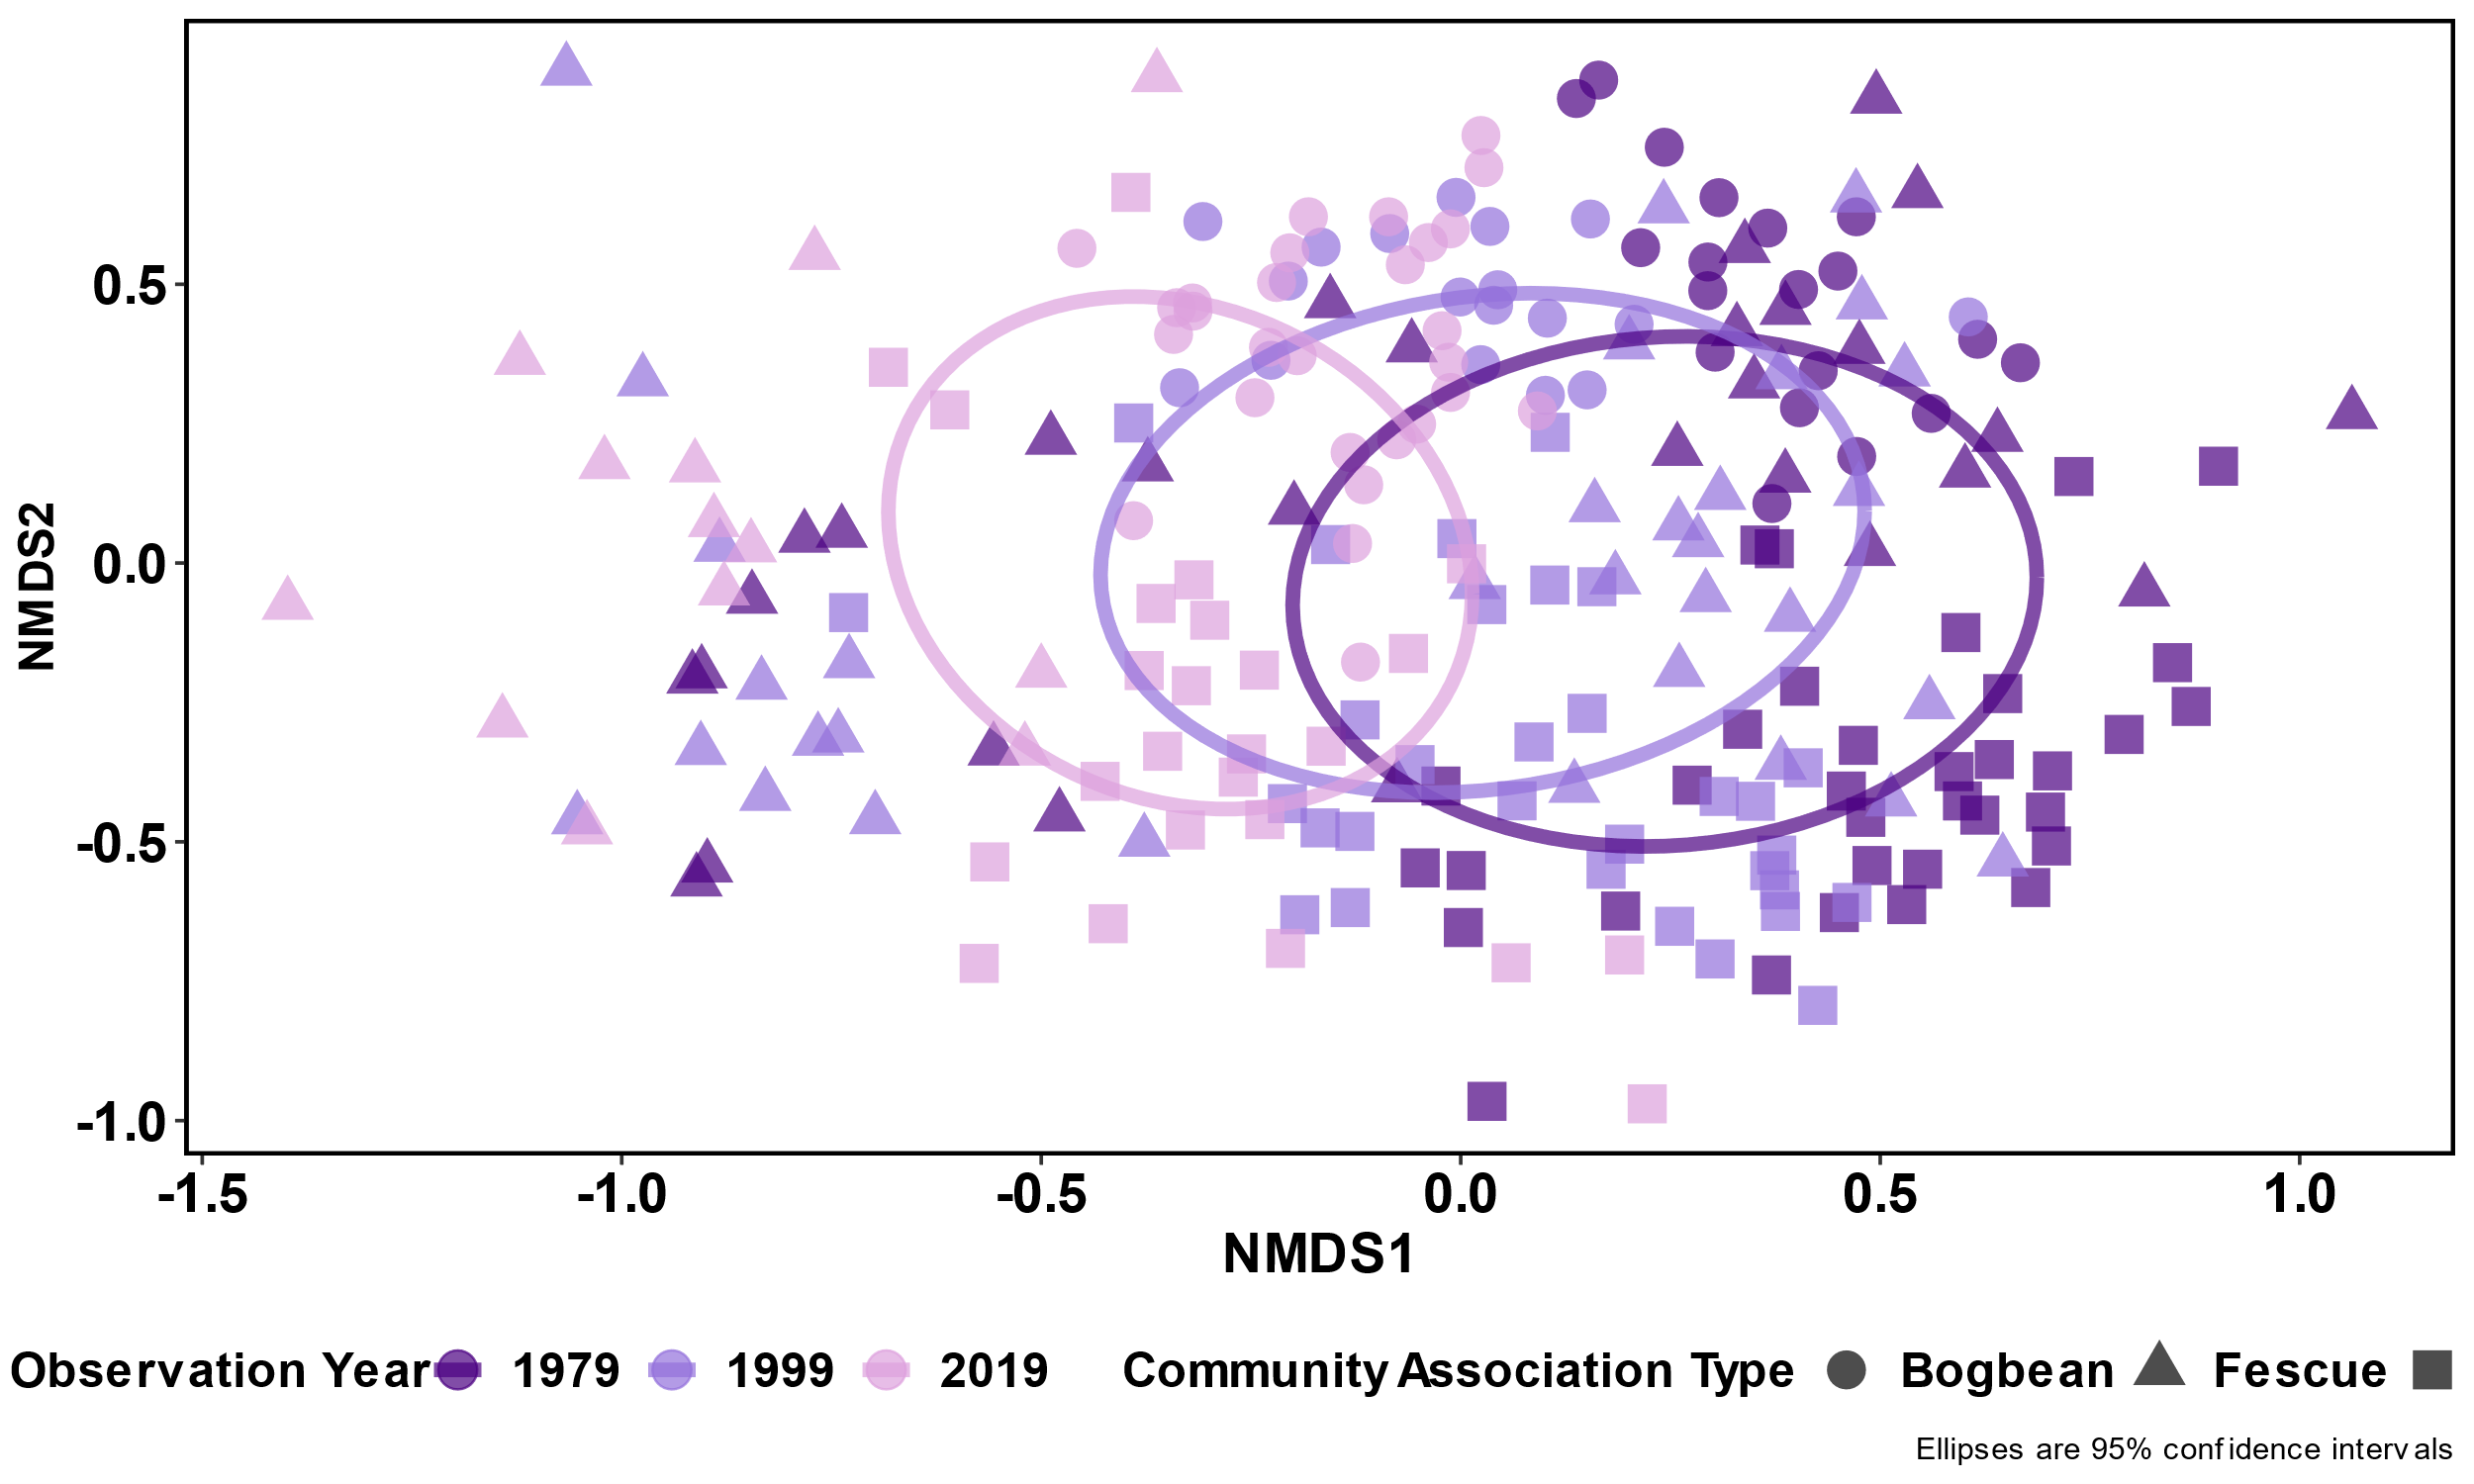 NMDS2
0.5
0.0
-0.5
-1.0
-1.5 -1.0 -0.5 0.0 0.5 1.0
NMDS1
Observation Year 1979 1999 2019 Community Association Type Bogbean Fescue
Ellipses are 95% confidence intervals